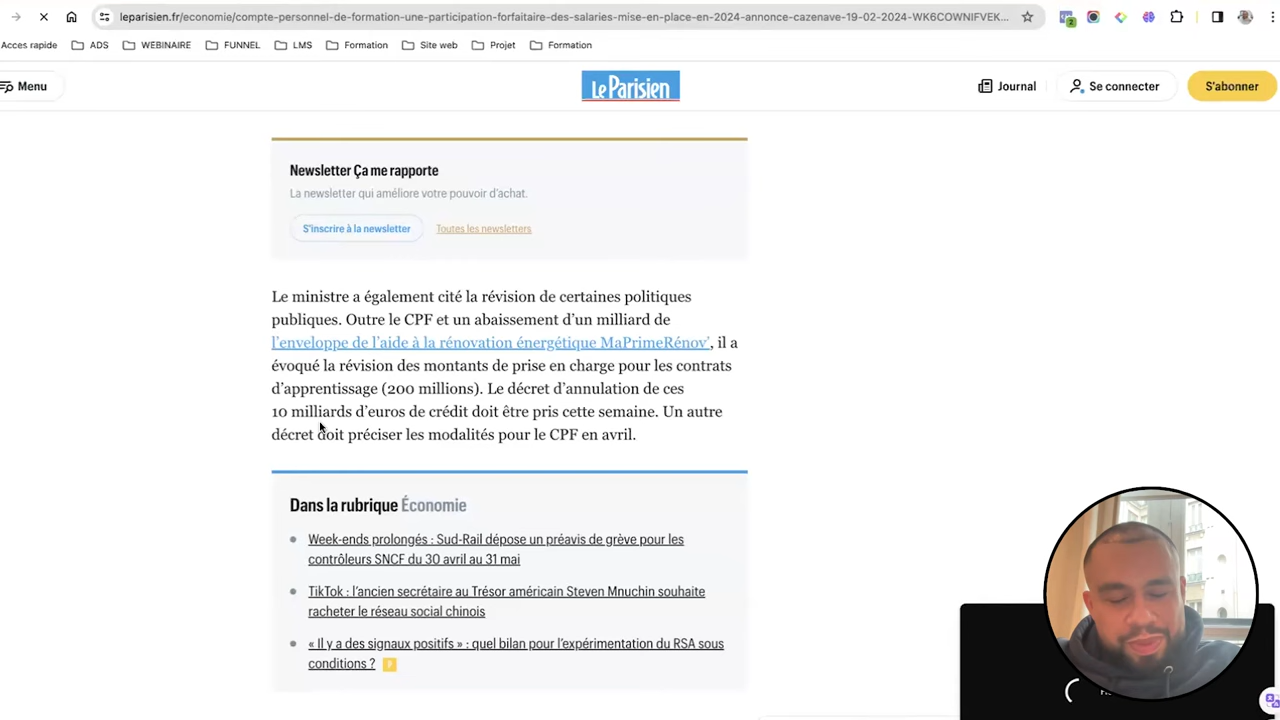 leparisien.fr/economie/compte-personnel-de-formation-une-participation-forfaitaire-des-salaries-mise-en-place-en-2024-annonce-cazenave-19-02-2024-WK6COWNIFVEK...
2
Acces rapide ADS WEBINAIRE FUNNEL LMS Formation Site web Projet Formation
Menu Le Parisien Journal Se connecter S'abonner
Newsletter Ça me rapporte
La newsletter qui améliore votre pouvoir d'achat.
S'inscrire à la newsletter Toutes les newsletters
Le ministre a également cité la révision de certaines politiques
publiques. Outre le CPF et un abaissement d'un milliard de
l'enveloppe de l'aide à la rénovation énergétique MaPrimeRénov', il a
évoqué la révision des montants de prise en charge pour les contrats
d'apprentissage (200 millions). Le décret d'annulation de ces
10 milliards d'euros de crédit doit être pris cette semaine. Un autre
décret doit préciser les modalités pour le CPF en avril.
Dans la rubrique Économie
Week-ends prolongés : Sud-Rail dépose un préavis de grève pour les
contrôleurs SNCF du 30 avril au 31 mai
TikTok : l'ancien secrétaire au Trésor américain Steven Mnuchin souhaite
racheter le réseau social chinois
« Il y a des signaux positifs » : quel bilan pour l'expérimentation du RSA sous
conditions ?